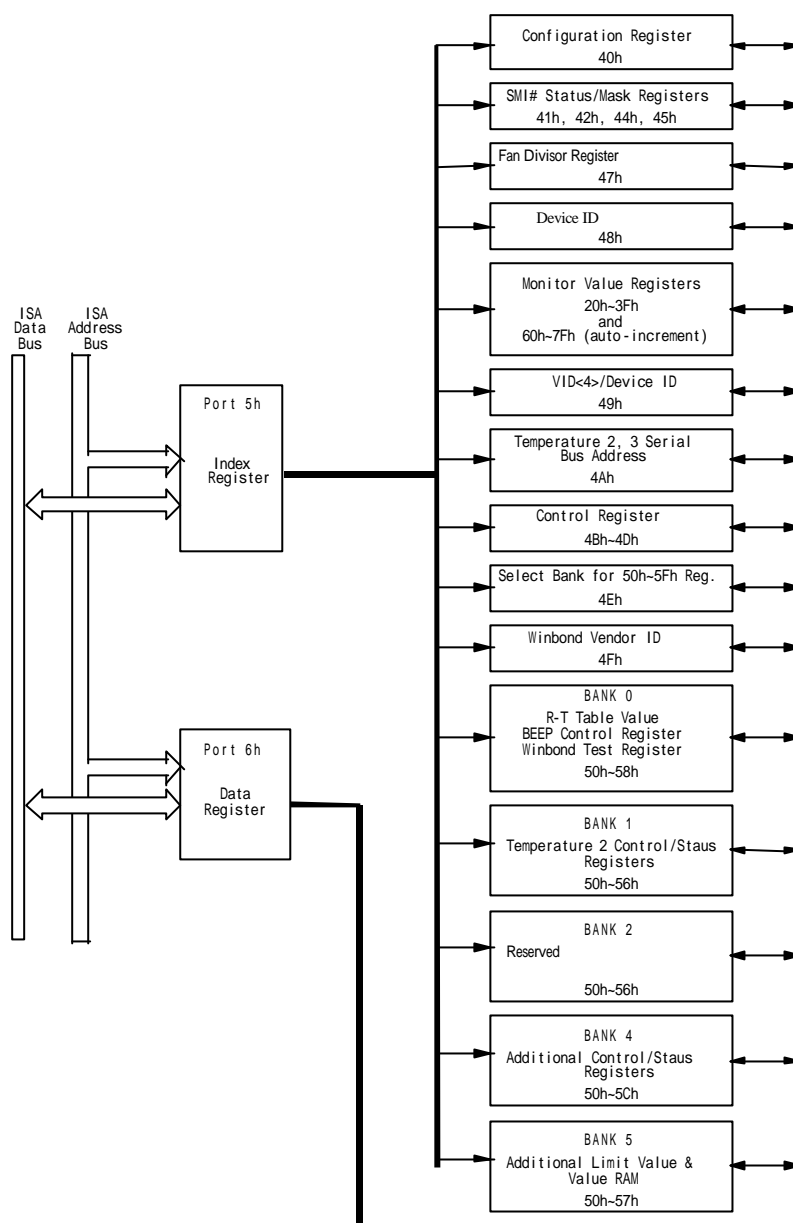 ISA
Data
Bus
ISA
Address
Bus
Port 5h
Index
Register
Port 6h
Data
Register
Configuration Register
40h
SMI# Status/Mask Registers
41h, 42h, 44h, 45h
Fan Divisor Register
47h
Device ID
48h
Monitor Value Registers
20h~3Fh
and
60h~7Fh (auto-increment)
VID<4>/Device ID
49h
Temperature 2, 3 Serial
Bus Address
4Ah
Control Register
4Bh~4Dh
Select Bank for 50h~5Fh Reg.
4Eh
Winbond Vendor ID
4Fh
BANK 0
R-T Table Value
BEEP Control Register
Winbond Test Register
50h~58h
BANK 1
Temperature 2 Control/Staus
Registers
50h~56h
BANK 2
Reserved
50h~56h
BANK 4
Additional Control/Staus
Registers
50h~5Ch
BANK 5
Additional Limit Value &
Value RAM
50h~57h